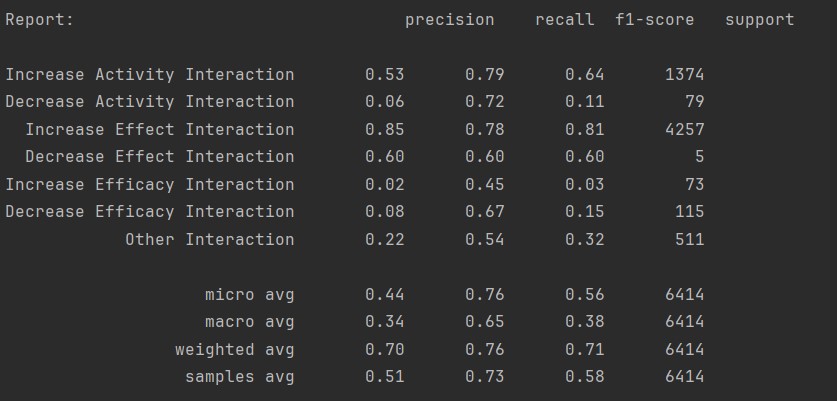 Report: precision recall f1-score support
Increase Activity Interaction 0.53 0.79 0.64 1374
Decrease Activity Interaction 0.06 0.72 0.11 79
Increase Effect Interaction 0.85 0.78 0.81 4257
Decrease Effect Interaction 0.60 0.60 0.60 5
Increase Efficacy Interaction 0.02 0.45 0.03 73
Decrease Efficacy Interaction 0.08 0.67 0.15 115
Other Interaction 0.22 0.54 0.32 511
micro avg 0.44 0.76 0.56 6414
macro avg 0.34 0.65 0.38 6414
weighted avg 0.70 0.76 0.71 6414
samples avg 0.51 0.73 0.58 6414